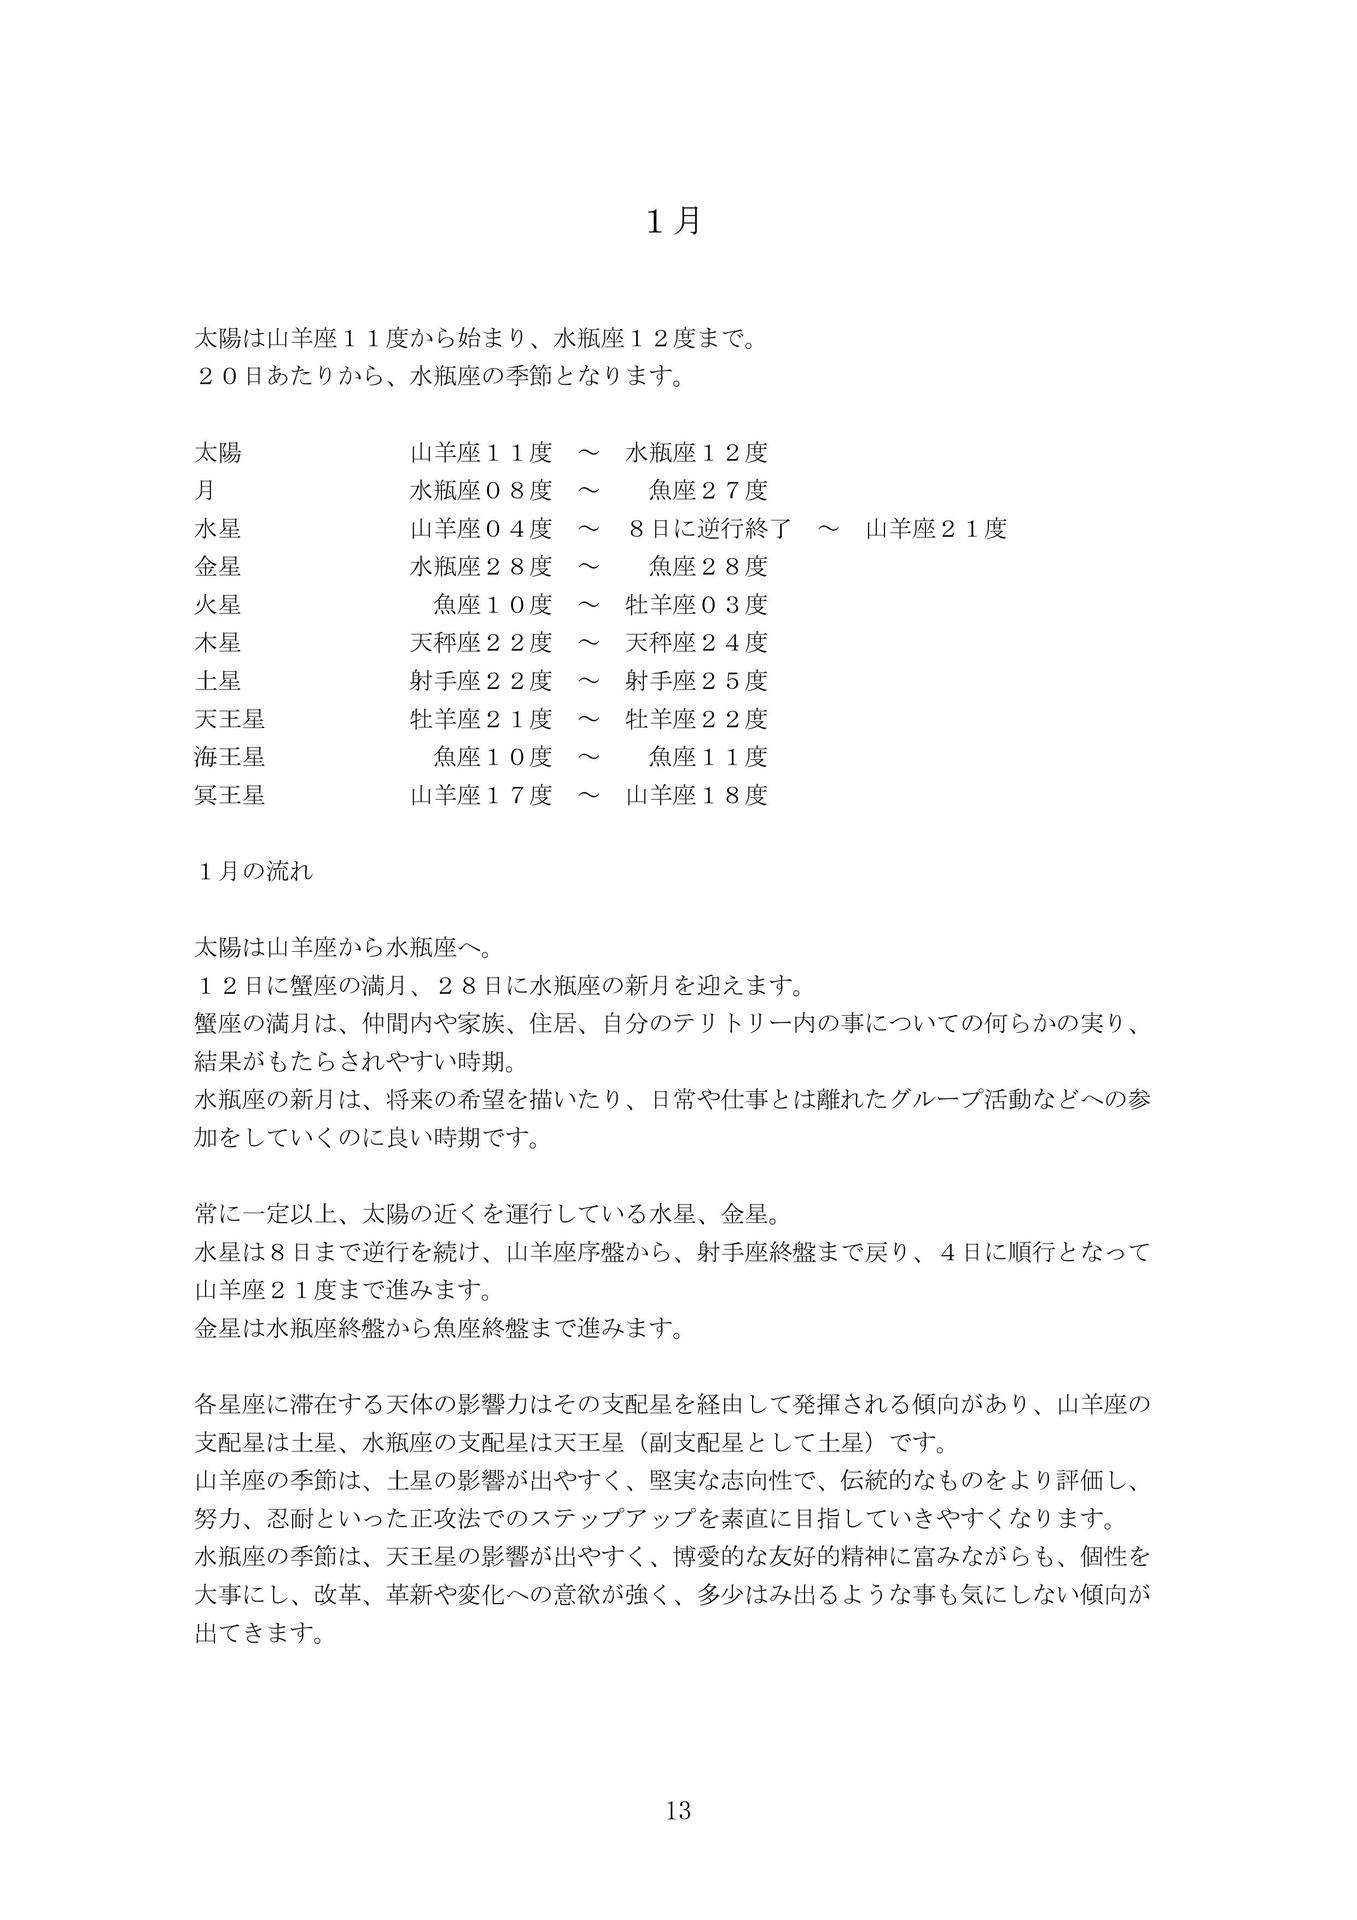 １月
太陽は山羊座１１度から始まり、水瓶座１２度まで。
２０日あたりから、水瓶座の季節となります。
太陽　　　　　　　山羊座１１度　～　水瓶座１２度
月　　　　　　　　水瓶座０８度　～　　魚座２７度
水星　　　　　　　山羊座０４度　～　８日に逆行終了　～　山羊座２１度
金星　　　　　　　水瓶座２８度　～　　魚座２８度
火星　　　　　　　　魚座１０度　～　牡羊座０３度
木星　　　　　　　天秤座２２度　～　天秤座２４度
土星　　　　　　　射手座２２度　～　射手座２５度
天王星　　　　　　牡羊座２１度　～　牡羊座２２度
海王星　　　　　　　魚座１０度　～　　魚座１１度
冥王星　　　　　　山羊座１７度　～　山羊座１８度
１月の流れ
太陽は山羊座から水瓶座へ。
１２日に蟹座の満月、２８日に水瓶座の新月を迎えます。
蟹座の満月は、仲間内や家族、住居、自分のテリトリー内の事についての何らかの実り、
結果がもたらされやすい時期。
水瓶座の新月は、将来の希望を描いたり、日常や仕事とは離れたグループ活動などへの参
加をしていくのに良い時期です。
常に一定以上、太陽の近くを運行している水星、金星。
水星は８日まで逆行を続け、山羊座序盤から、射手座終盤まで戻り、４日に順行となって
山羊座２１度まで進みます。
金星は水瓶座終盤から魚座終盤まで進みます。
各星座に滞在する天体の影響力はその支配星を経由して発揮される傾向があり、山羊座の
支配星は土星、水瓶座の支配星は天王星（副支配星として土星）です。
山羊座の季節は、土星の影響が出やすく、堅実な志向性で、伝統的なものをより評価し、
努力、忍耐といった正攻法でのステップアップを素直に目指していきやすくなります。
水瓶座の季節は、天王星の影響が出やすく、博愛的な友好的精神に富みながらも、個性を
大事にし、改革、革新や変化への意欲が強く、多少はみ出るような事も気にしない傾向が
出てきます。
13